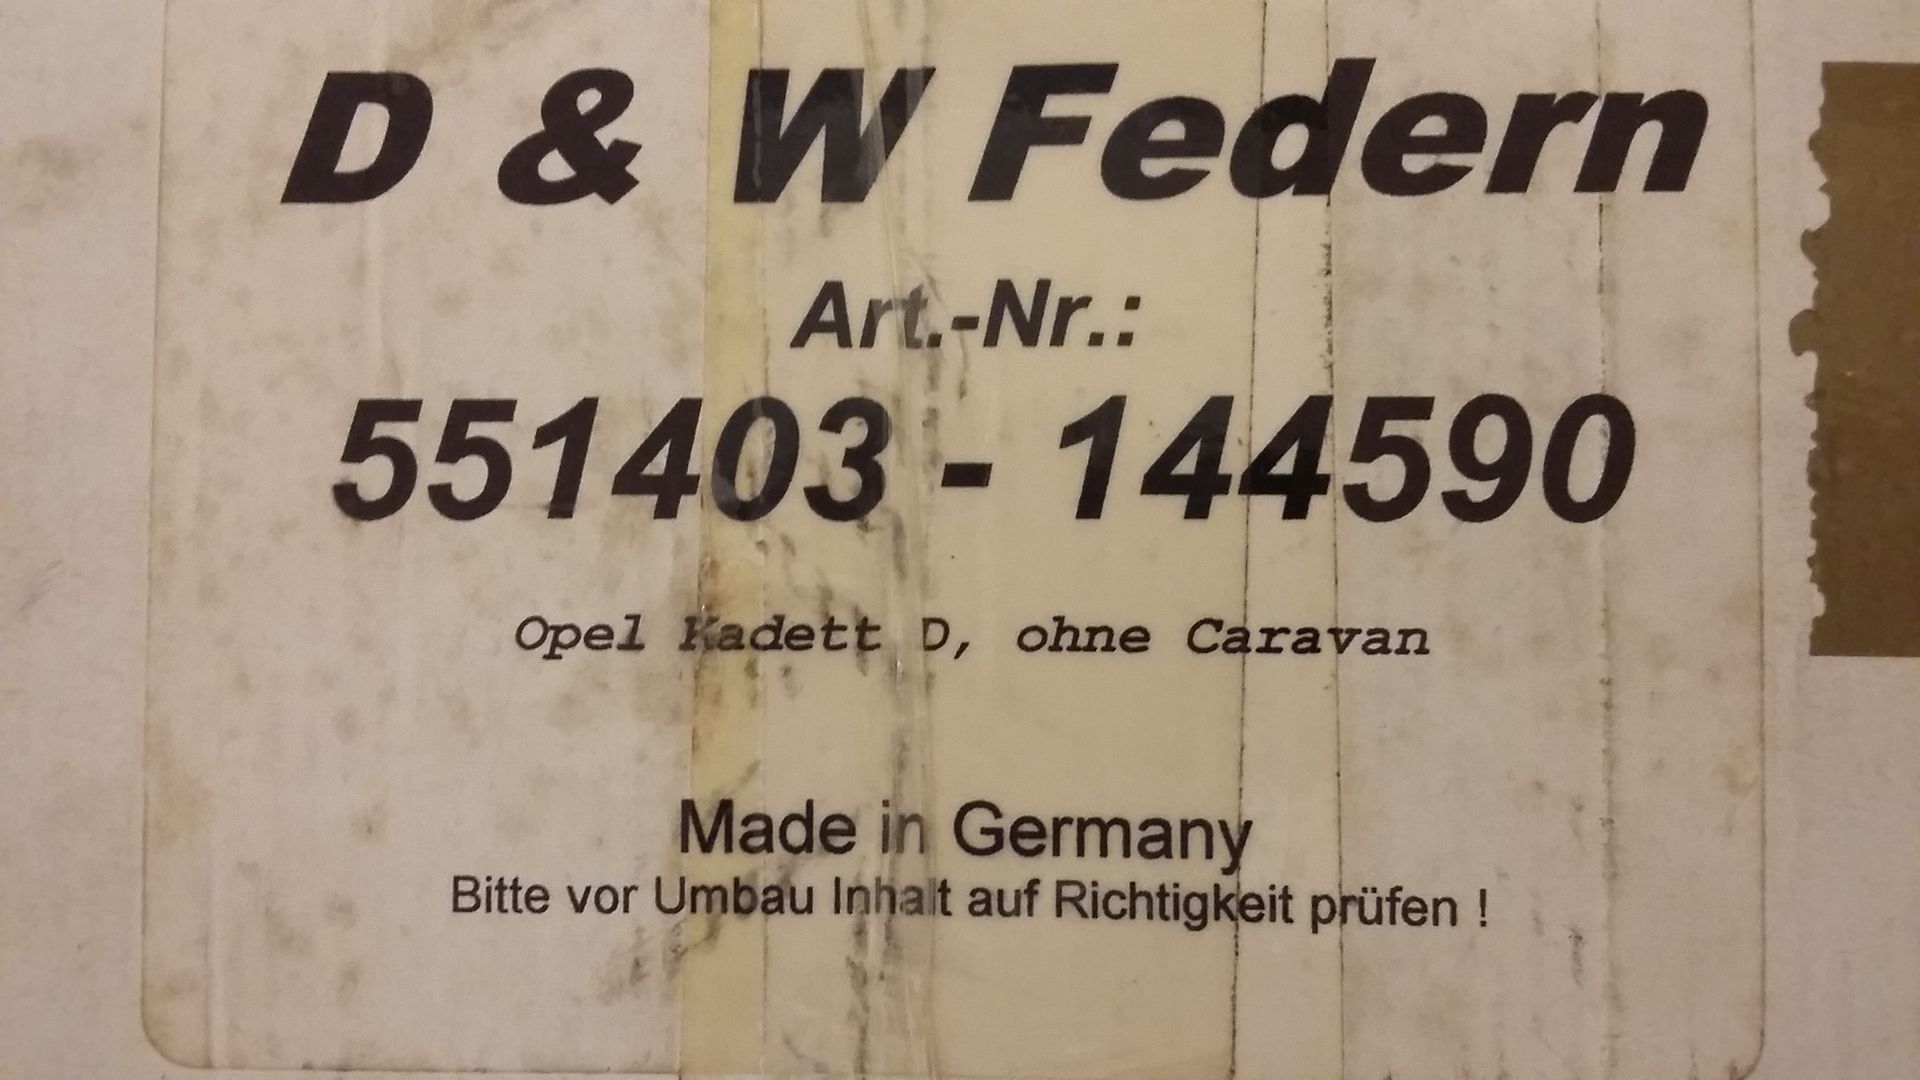 D & W Federn
Art.-Nr.:
551403 - 144590
Opel Kadett D, ohne Caravan
Made in Germany
Bitte vor Umbau Inhalt auf Richtigkeit prüfen !